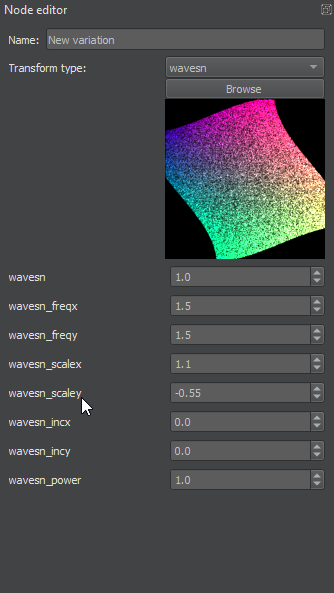 Node editor
Name: New variation
Transform type: wavesn
Browse
wavesn 1.0
wavesn_freqx 1.5
wavesn_freqy 1.5
wavesn_scalex 1.1
wavesn_scaley -0.55
wavesn_incx 0.0
wavesn_incy 0.0
wavesn_power 1.0